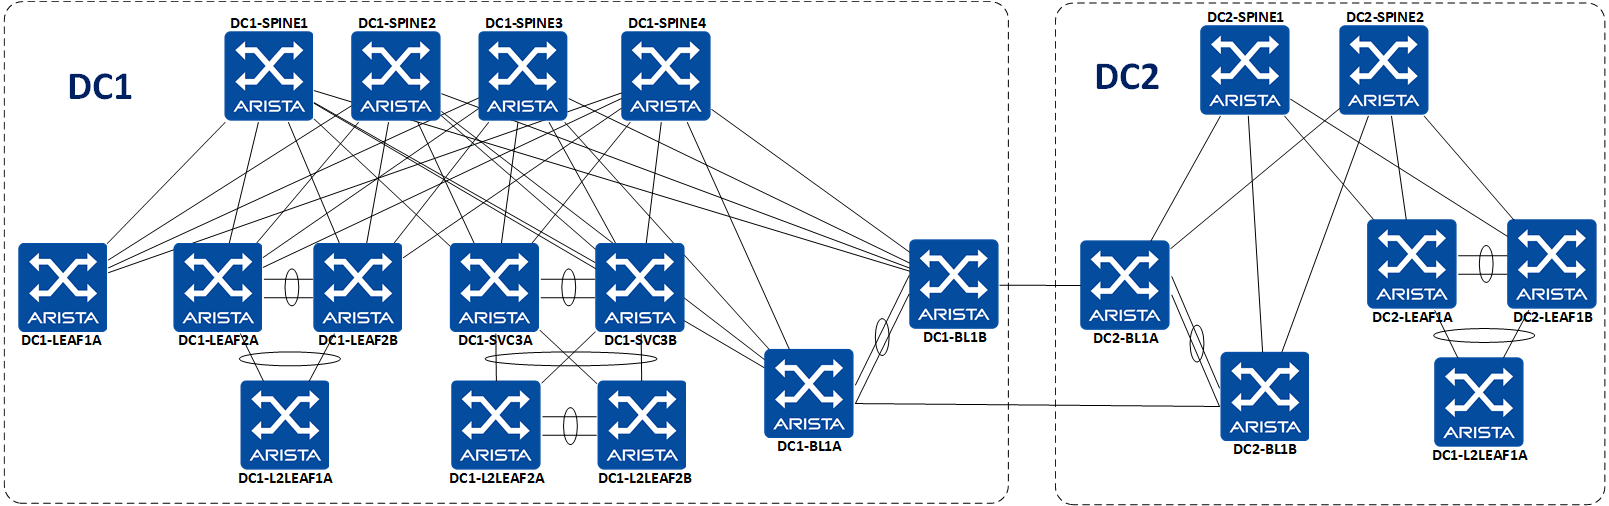 DC1-SPINE1 DC1-SPINE2 DC1-SPINE3 DC1-SPINE4
DC1
ARISTA ARISTA ARISTA ARISTA
ARISTA ARISTA ARISTA ARISTA ARISTA ARISTA
DC1-LEAF1A DC1-LEAF2A DC1-LEAF2B DC1-SVC3A DC1-SVC3B DC1-BL1B
ARISTA ARISTA ARISTA ARISTA
DC1-BL1A
DC1-L2LEAF1A DC1-L2LEAF2A DC1-L2LEAF2B
DC2-SPINE1 DC2-SPINE2
DC2
ARISTA ARISTA
ARISTA ARISTA ARISTA
DC2-LEAF1A DC2-LEAF1B
DC2-BL1A
ARISTA ARISTA
DC2-BL1B
DC1-L2LEAF1A